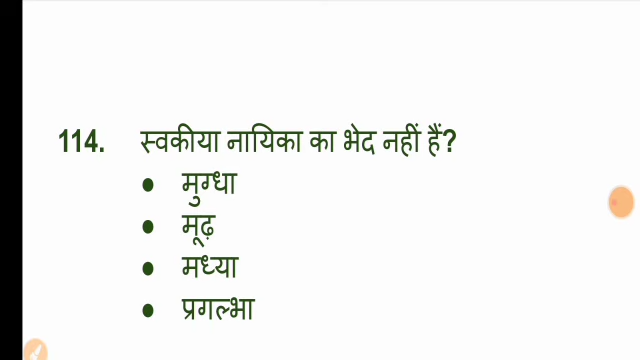 114. स्वकीया नायिका का भेद नहीं हैं?
● मुग्धा
● मूढ़
● मध्या
● प्रगल्भा